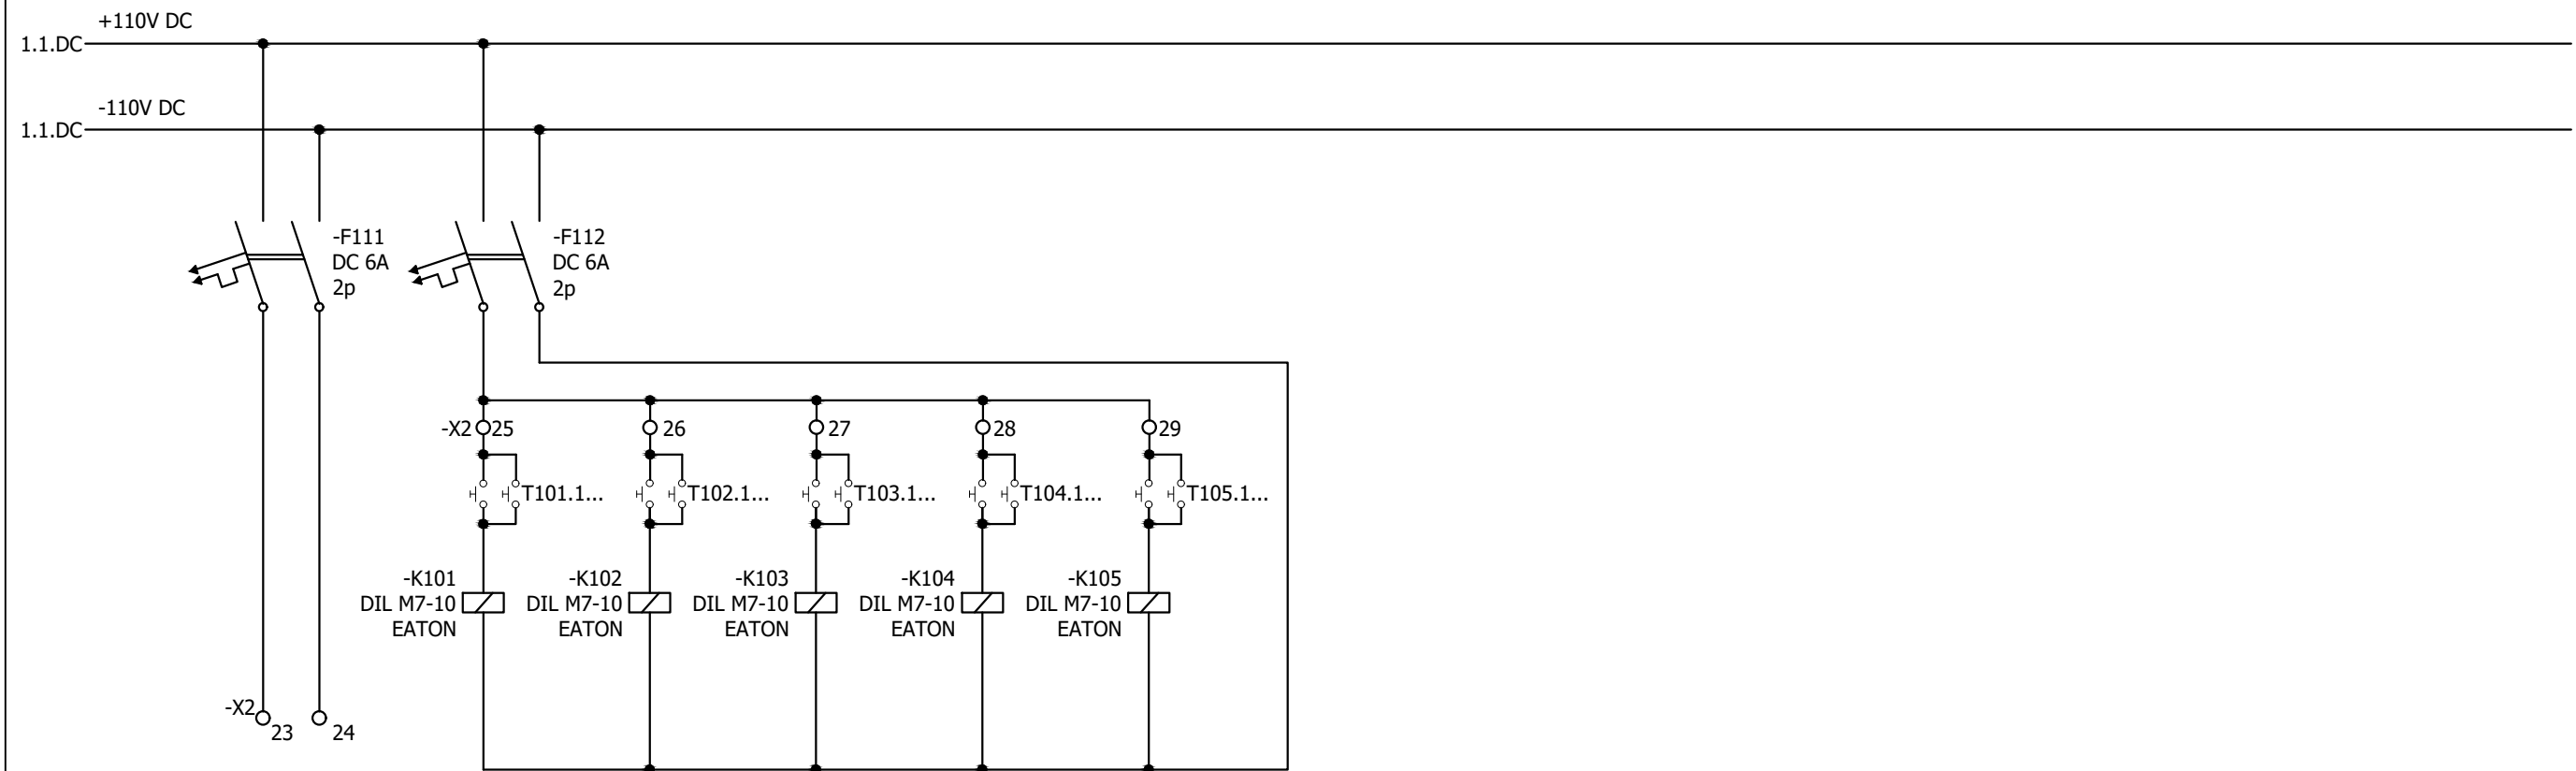 +110V DC
1.1.DC
-110V DC
1.1.DC
-F111
DC 6A
2p
-F112
DC 6A
2p
-X2 25
26
27
28
29
T101.1...
T102.1...
T103.1...
T104.1...
T105.1...
-K101
DIL M7-10
EATON
-K102
DIL M7-10
EATON
-K103
DIL M7-10
EATON
-K104
DIL M7-10
EATON
-K105
DIL M7-10
EATON
-X2
23
24